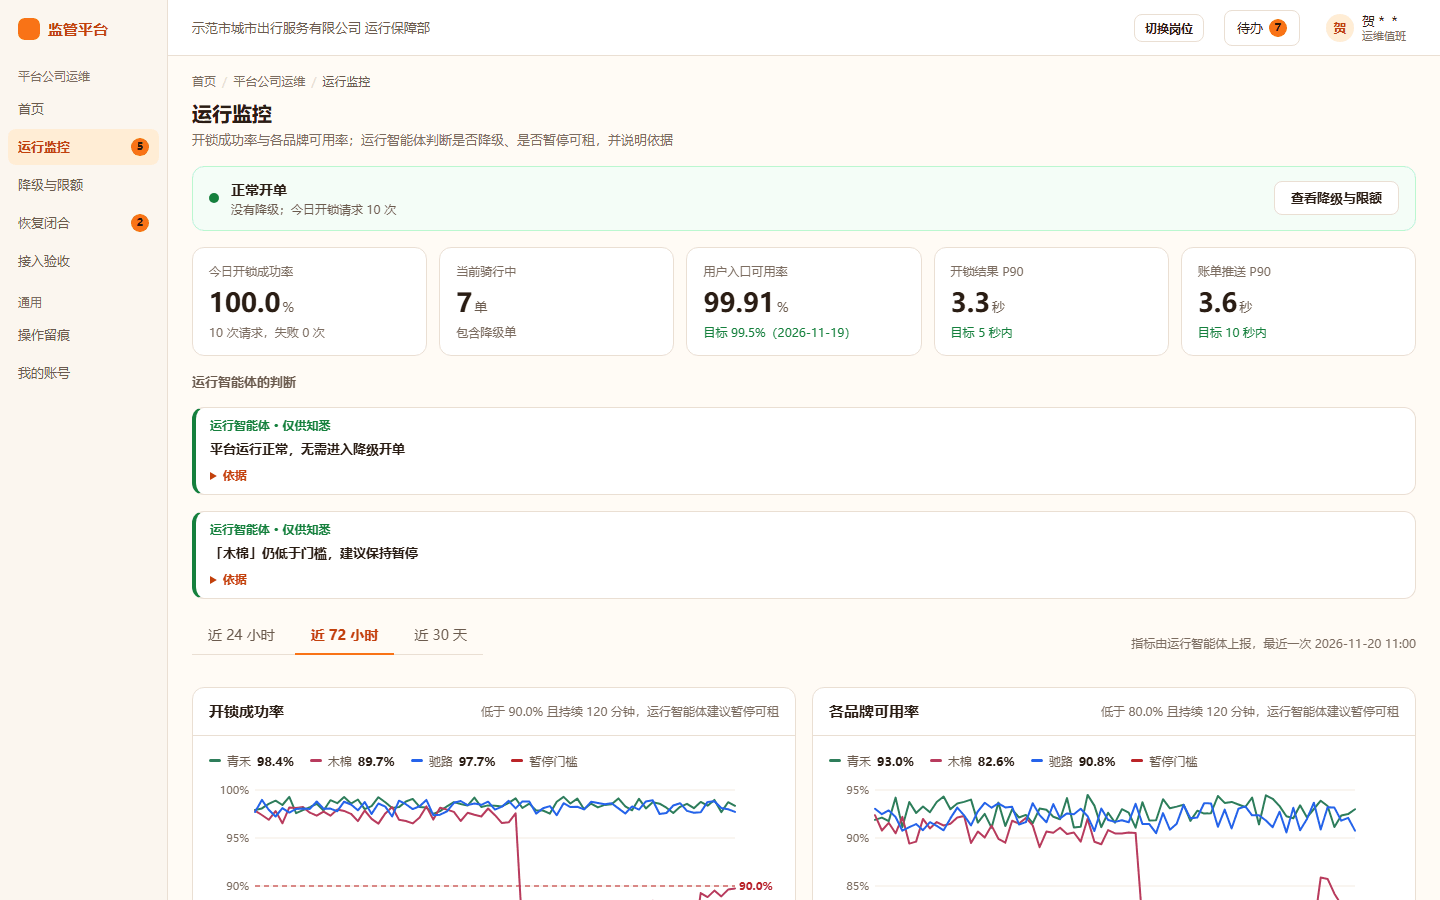 监管平台
平台公司运维
首页
运行监控 5
降级与限额
恢复闭合 2
接入验收
通用
操作留痕
我的账号
示范市城市出行服务有限公司 运行保障部
切换岗位
待办 7
贺
贺＊＊
运维值班
首页 / 平台公司运维 / 运行监控
运行监控
开锁成功率与各品牌可用率；运行智能体判断是否降级、是否暂停可租，并说明依据
正常开单
没有降级；今日开锁请求 10 次
查看降级与限额
今日开锁成功率
100.0%
10 次请求，失败 0 次
当前骑行中
7单
包含降级单
用户入口可用率
99.91%
目标 99.5%（2026-11-19）
开锁结果 P90
3.3秒
目标 5 秒内
账单推送 P90
3.6秒
目标 10 秒内
运行智能体的判断
运行智能体 • 仅供知悉
平台运行正常，无需进入降级开单
▶ 依据
运行智能体 • 仅供知悉
「木棉」仍低于门槛，建议保持暂停
▶ 依据
近 24 小时
近 72 小时
近 30 天
指标由运行智能体上报，最近一次 2026-11-20 11:00
开锁成功率
低于 90.0% 且持续 120 分钟，运行智能体建议暂停可租
青禾 98.4% 木棉 89.7% 驰路 97.7% 暂停门槛
100%
95%
90%
90.0%
各品牌可用率
低于 80.0% 且持续 120 分钟，运行智能体建议暂停可租
青禾 93.0% 木棉 82.6% 驰路 90.8% 暂停门槛
95%
90%
85%